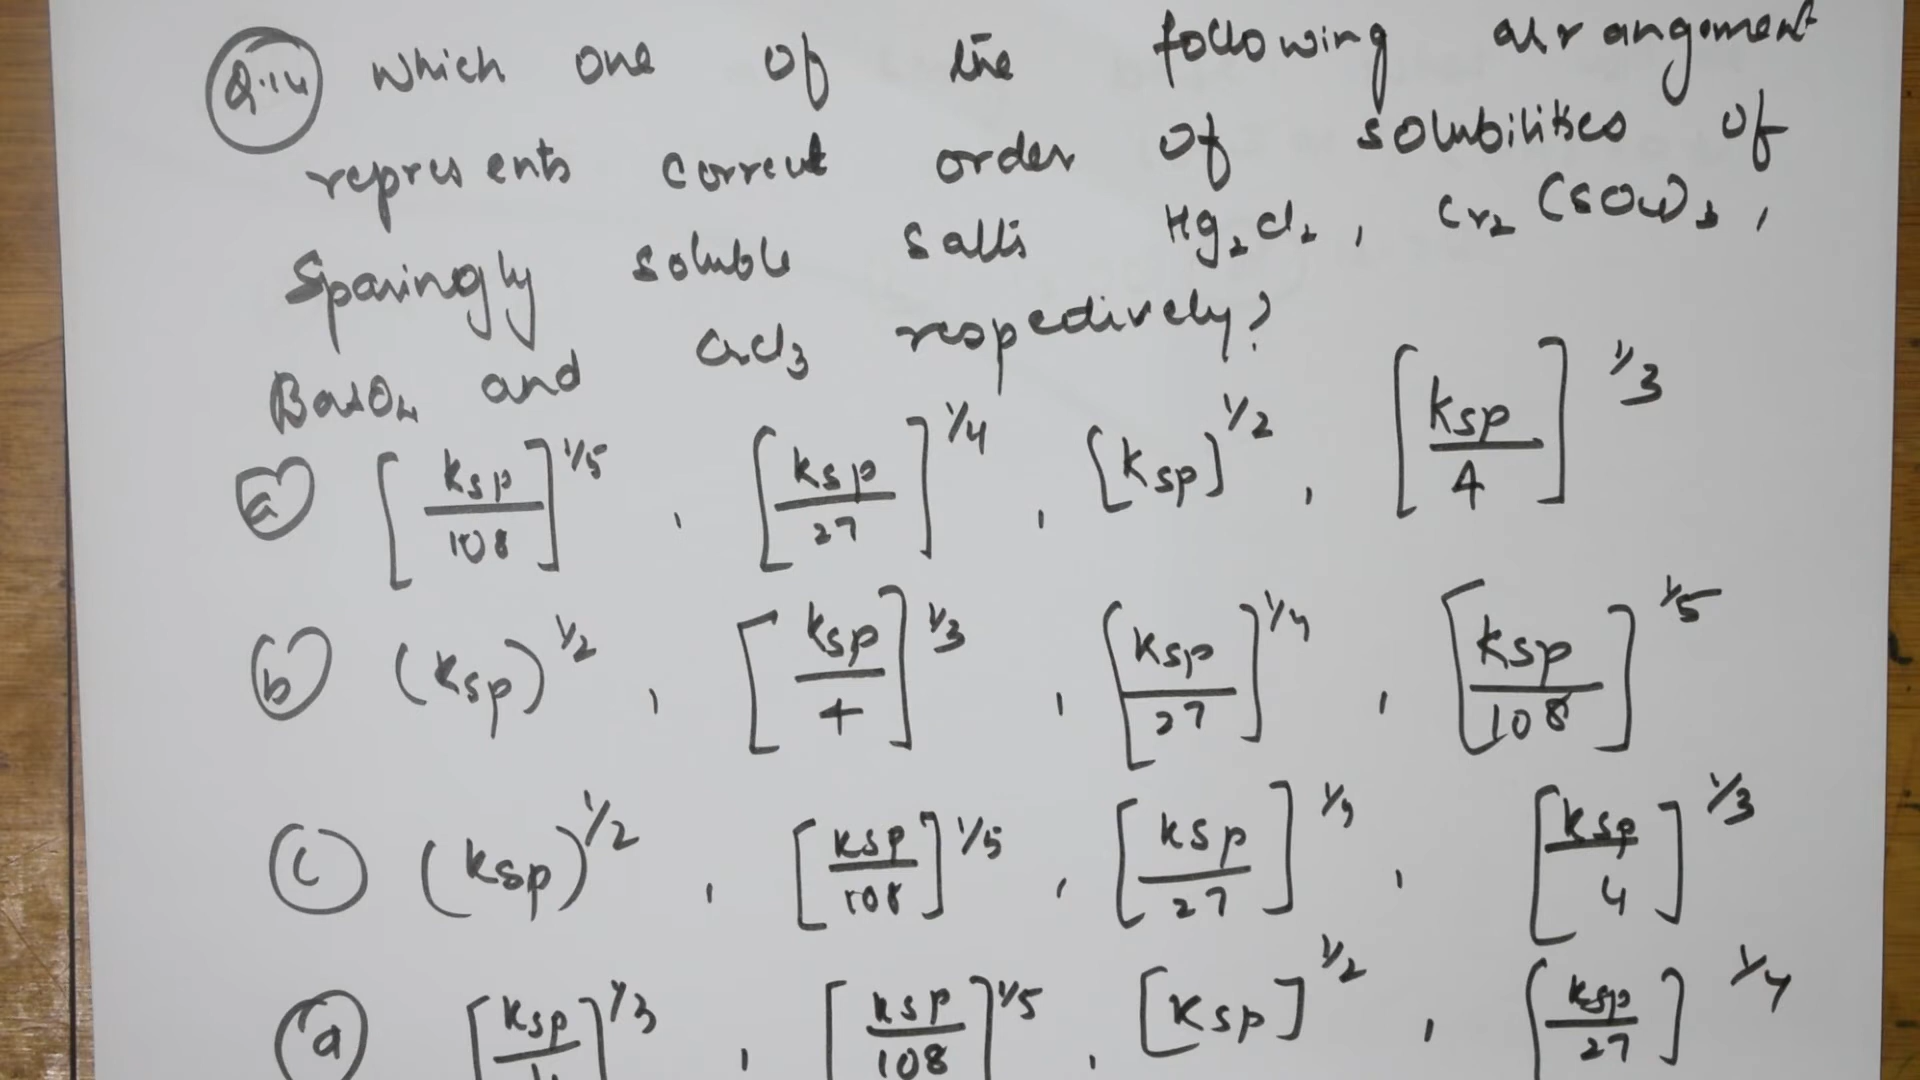 Q.14 Which one of the following arrangement
represents correct order of solubilities of
sparingly soluble salts Hg₂Cl₂, Cr₂(SO₄)₃,
BaSO₄ and CrCl₃ respectively?
(a) [Ksp/108]^1/5, [Ksp/27]^1/4, [Ksp]^1/2, [Ksp/4]^1/3
(b) (Ksp)^1/2, [Ksp/4]^1/3, [Ksp/27]^1/4, [Ksp/108]^1/5
(c) (Ksp)^1/2, [Ksp/108]^1/5, [Ksp/27]^1/4, [Ksp/4]^1/3
(d) [Ksp/4]^1/3, [Ksp/108]^1/5, [Ksp]^1/2, [Ksp/27]^1/4